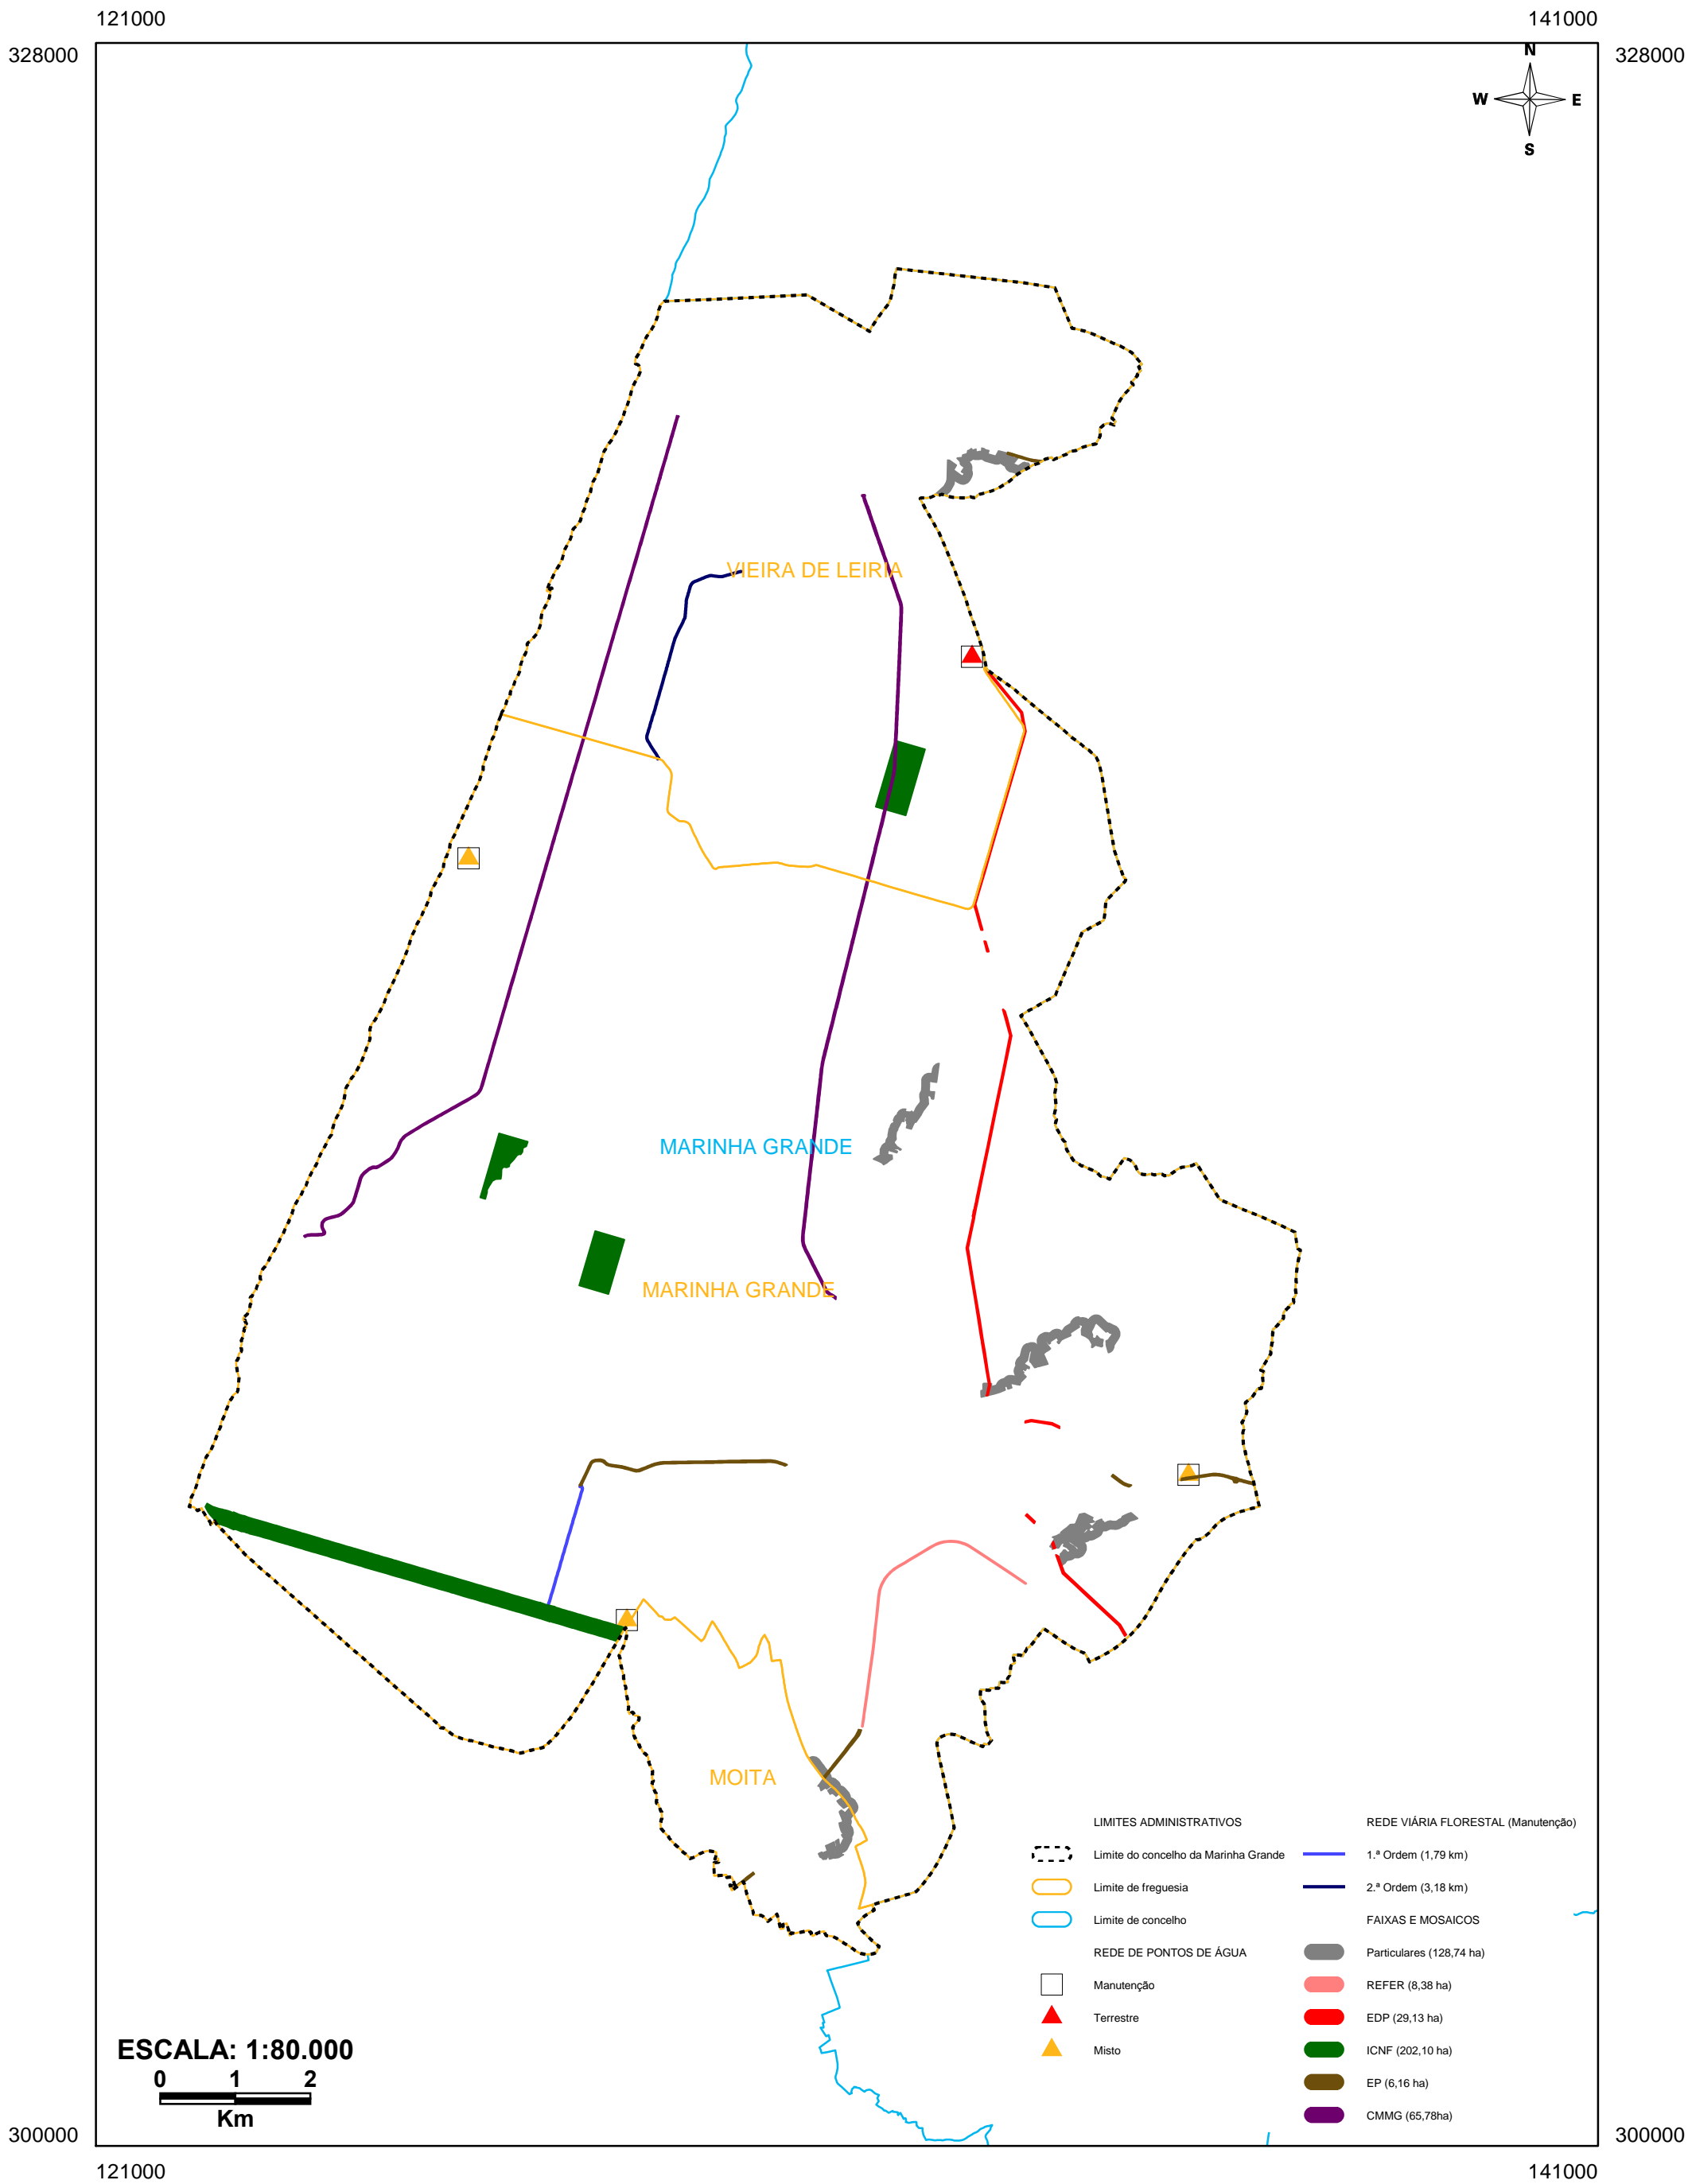 121000
141000
328000
328000
N
W
E
S
VIEIRA DE LEIRIA
MARINHA GRANDE
MARINHA GRANDE
MOITA
LIMITES ADMINISTRATIVOS
Limite do concelho da Marinha Grande
Limite de freguesia
Limite de concelho
REDE DE PONTOS DE ÁGUA
Manutenção
Terrestre
Misto
REDE VIÁRIA FLORESTAL (Manutenção)
1.ª Ordem (1,79 km)
2.ª Ordem (3,18 km)
FAIXAS E MOSAICOS
Particulares (128,74 ha)
REFER (8,38 ha)
EDP (29,13 ha)
ICNF (202,10 ha)
EP (6,16 ha)
CMMG (65,78ha)
ESCALA: 1:80.000
0 1 2
Km
300000
300000
121000
141000